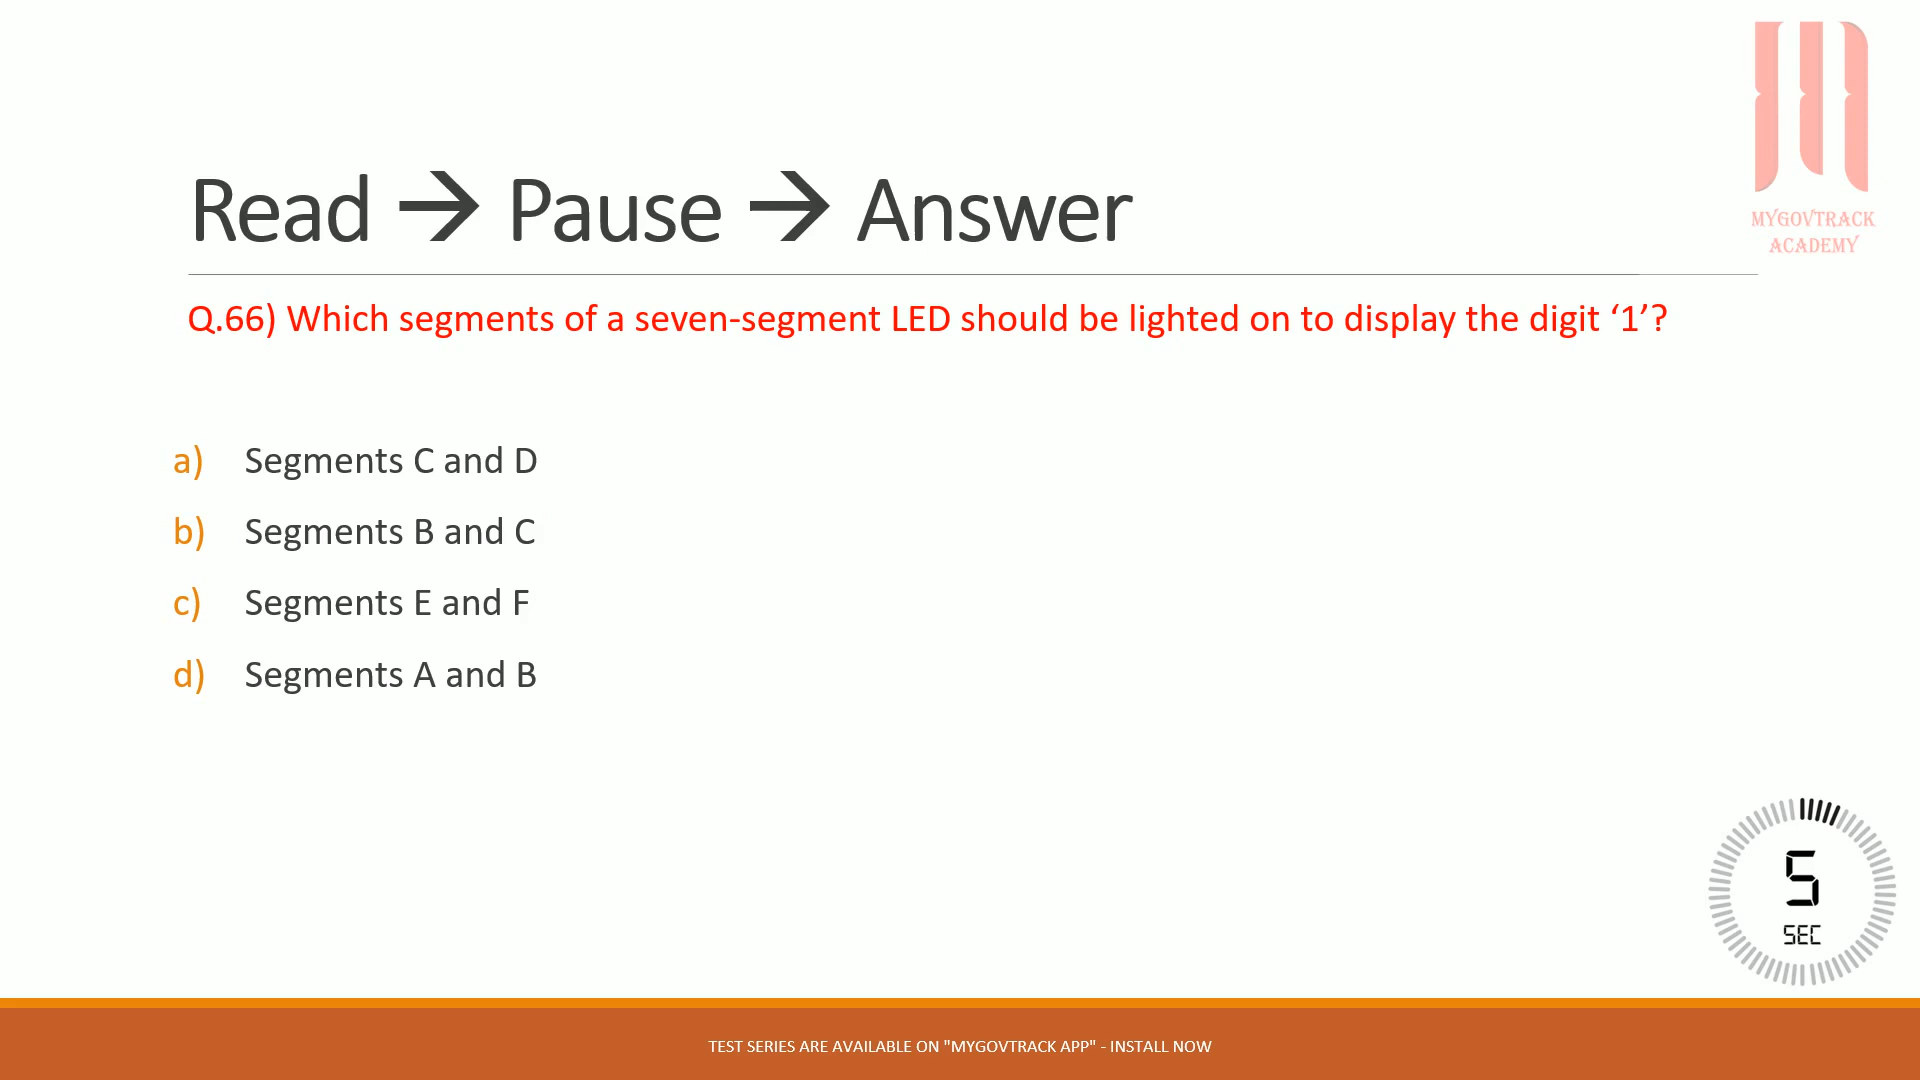 MYGOVTRACK
ACADEMY
Read → Pause → Answer
Q.66) Which segments of a seven-segment LED should be lighted on to display the digit ‘1’?
a) Segments C and D
b) Segments B and C
c) Segments E and F
d) Segments A and B
5
SEC
TEST SERIES ARE AVAILABLE ON "MYGOVTRACK APP" - INSTALL NOW